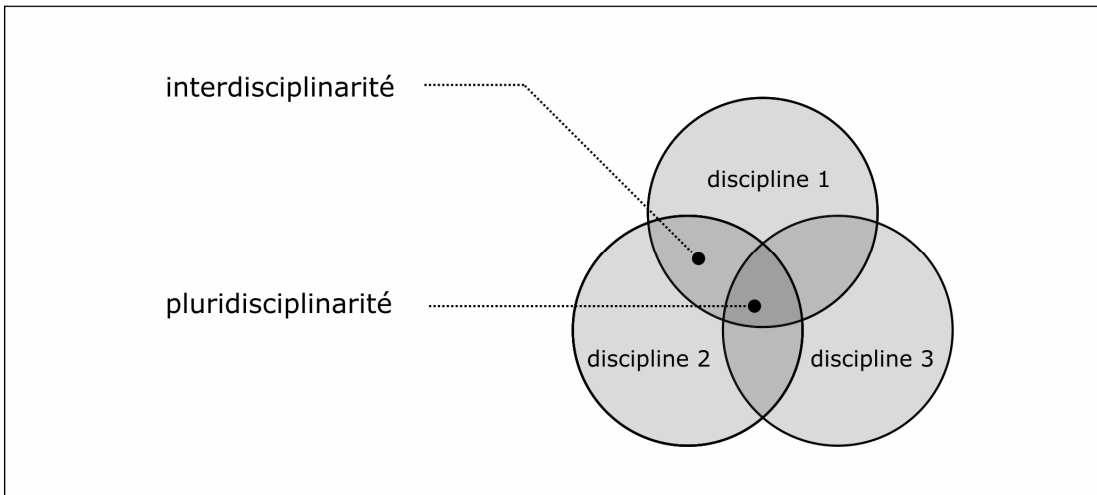 interdisciplinarité
discipline 1
pluridisciplinarité
discipline 2
discipline 3